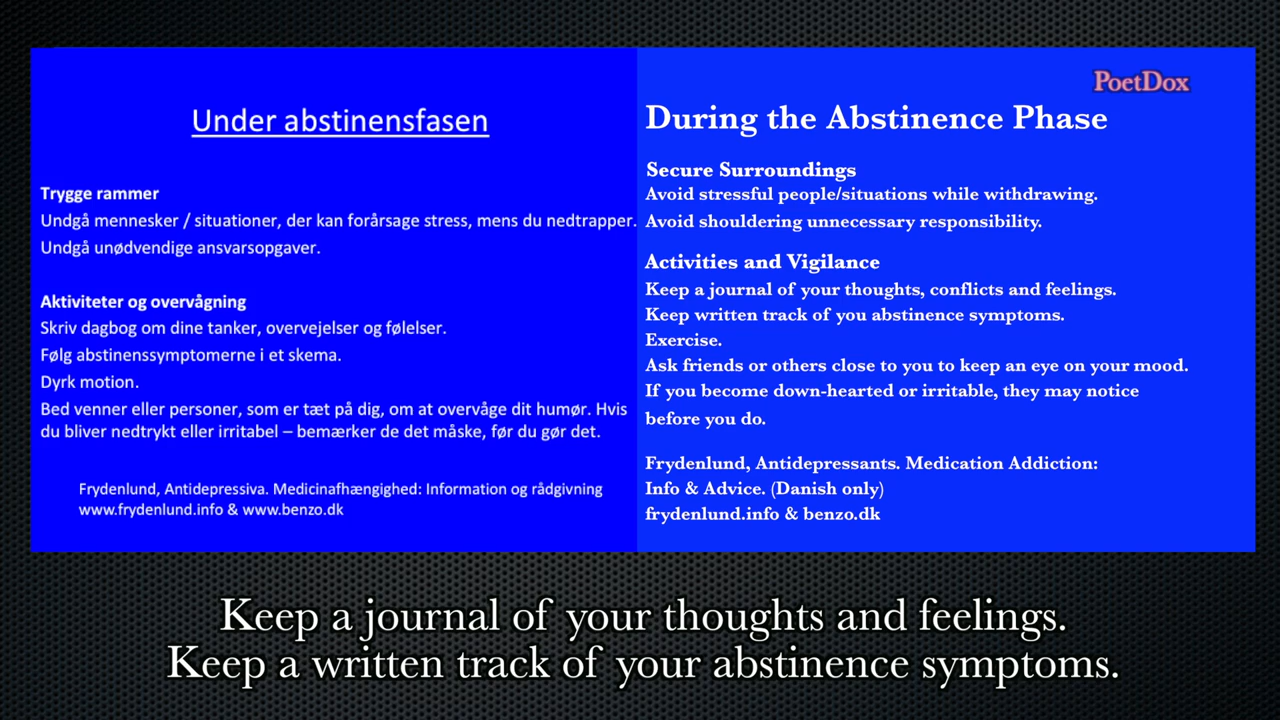 Under abstinensfasen
Trygge rammer
Undgå mennesker / situationer, der kan forårsage stress, mens du nedtrapper.
Undgå unødvendige ansvarsopgaver.
Aktiviteter og overvågning
Skriv dagbog om dine tanker, overvejelser og følelser.
Følg abstinenssymptomerne i et skema.
Dyrk motion.
Bed venner eller personer, som er tæt på dig, om at overvåge dit humør. Hvis
du bliver nedtrykt eller irritabel – bemærker de det måske, før du gør det.
Frydenlund, Antidepressiva. Medicinafhængighed: Information og rådgivning
www.frydenlund.info & www.benzo.dk
PoetDox
During the Abstinence Phase
Secure Surroundings
Avoid stressful people/situations while withdrawing.
Avoid shouldering unnecessary responsibility.
Activities and Vigilance
Keep a journal of your thoughts, conflicts and feelings.
Keep written track of you abstinence symptoms.
Exercise.
Ask friends or others close to you to keep an eye on your mood.
If you become down-hearted or irritable, they may notice
before you do.
Frydenlund, Antidepressants. Medication Addiction:
Info & Advice. (Danish only)
frydenlund.info & benzo.dk
Keep a journal of your thoughts and feelings.
Keep a written track of your abstinence symptoms.